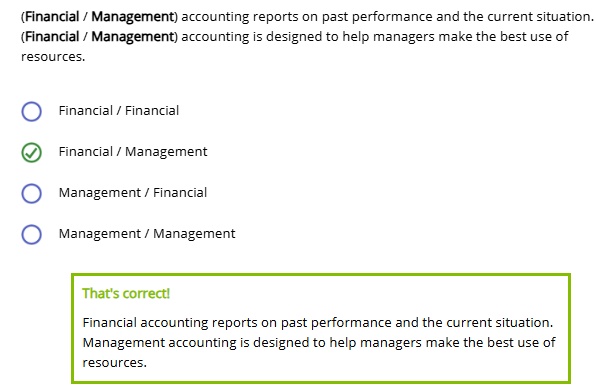 (Financial / Management) accounting reports on past performance and the current situation.
(Financial / Management) accounting is designed to help managers make the best use of
resources.
Financial / Financial
Financial / Management
Management / Financial
Management / Management
That's correct!
Financial accounting reports on past performance and the current situation.
Management accounting is designed to help managers make the best use of
resources.